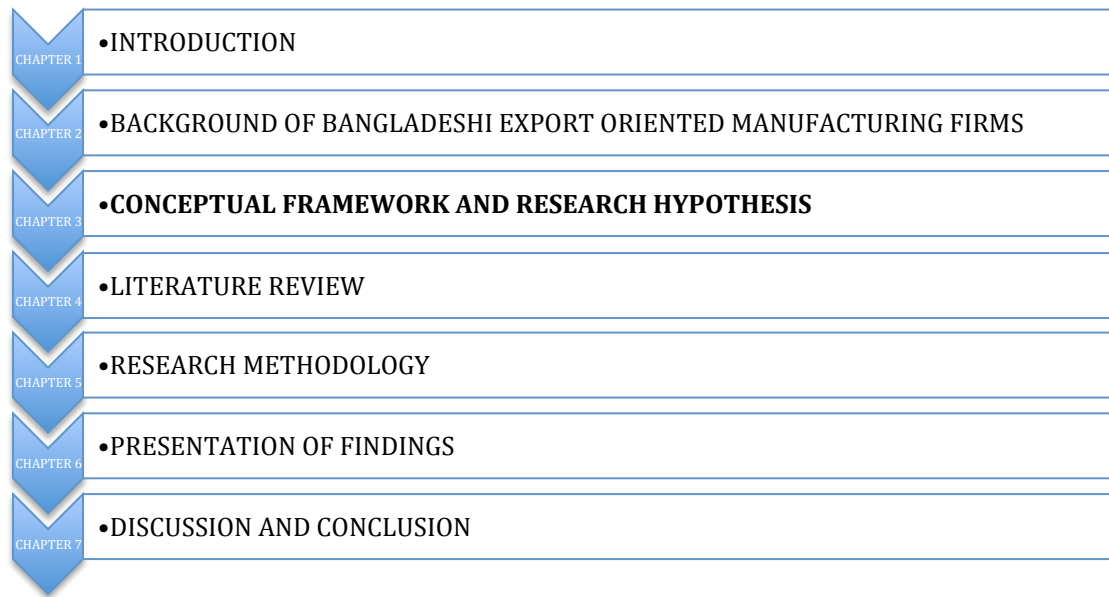 CHAPTER 1
•INTRODUCTION
CHAPTER 2
•BACKGROUND OF BANGLADESHI EXPORT ORIENTED MANUFACTURING FIRMS
CHAPTER 3
•CONCEPTUAL FRAMEWORK AND RESEARCH HYPOTHESIS
CHAPTER 4
•LITERATURE REVIEW
CHAPTER 5
•RESEARCH METHODOLOGY
CHAPTER 6
•PRESENTATION OF FINDINGS
CHAPTER 7
•DISCUSSION AND CONCLUSION